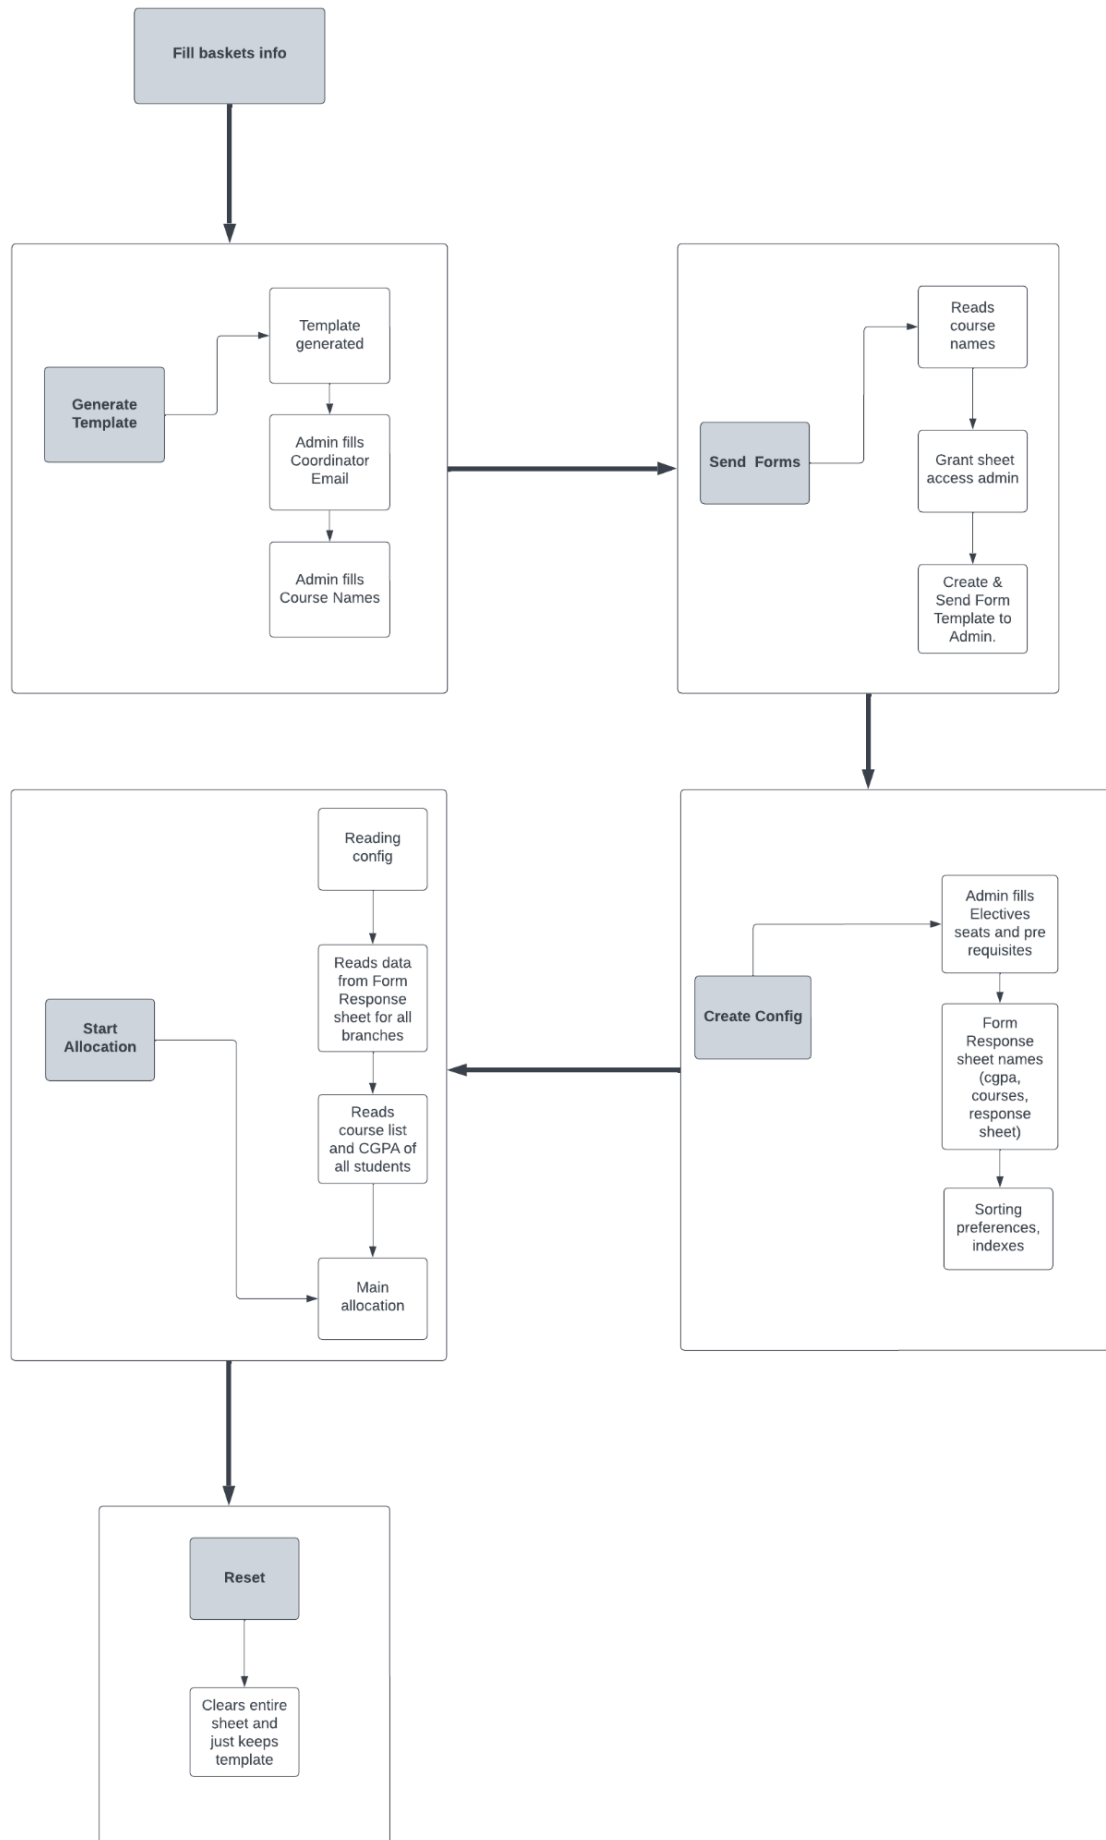 Fill baskets info
Generate
Template
Template
generated
Admin fills
Coordinator
Email
Admin fills
Course Names
Send  Forms
Reads
course
names
Grant sheet
access admin
Create &
Send Form
Template to
Admin.
Create Config
Admin fills
Electives
seats and pre
requisites
Form
Response
sheet names
(cgpa,
courses,
response
sheet)
Sorting
preferences,
indexes
Start
Allocation
Reading
config
Reads data
from Form
Response
sheet for all
branches
Reads
course list
and CGPA of
all students
Main
allocation
Reset
Clears entire
sheet and
just keeps
template